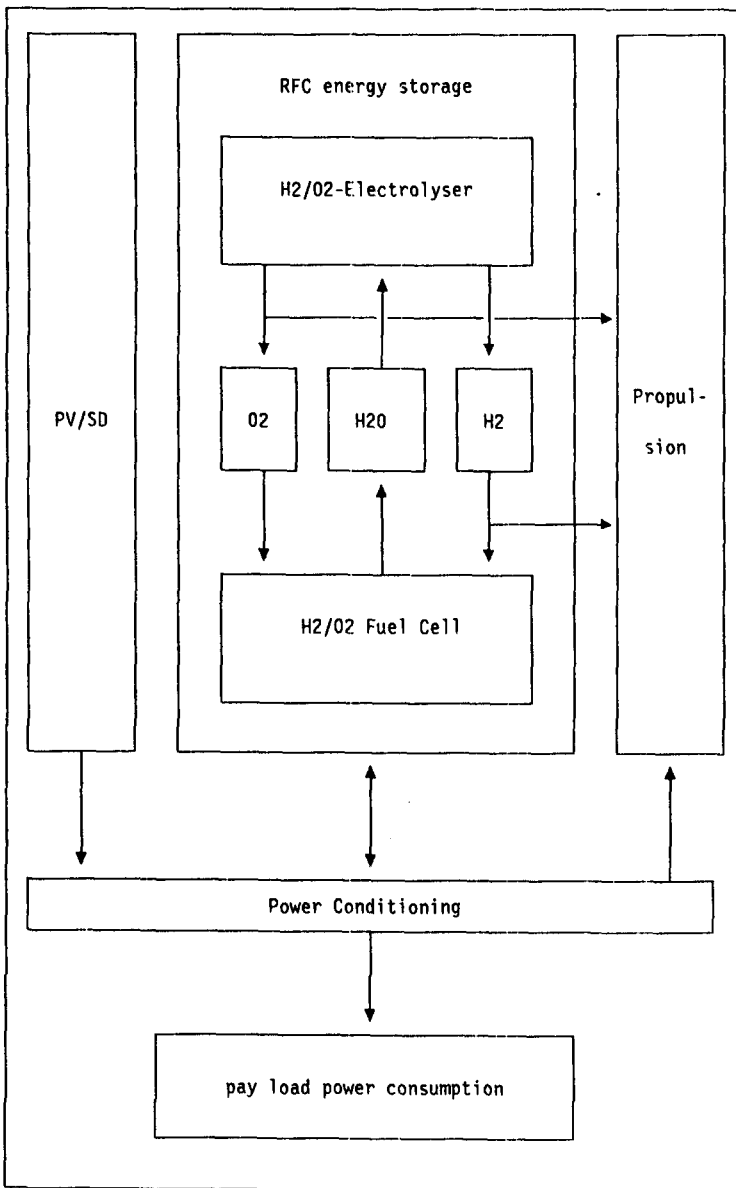 RFC energy storage
H2/O2-Electrolyser
PV/SD
O2
H2O
H2
Propul-
sion
H2/O2 Fuel Cell
Power Conditioning
pay load power consumption